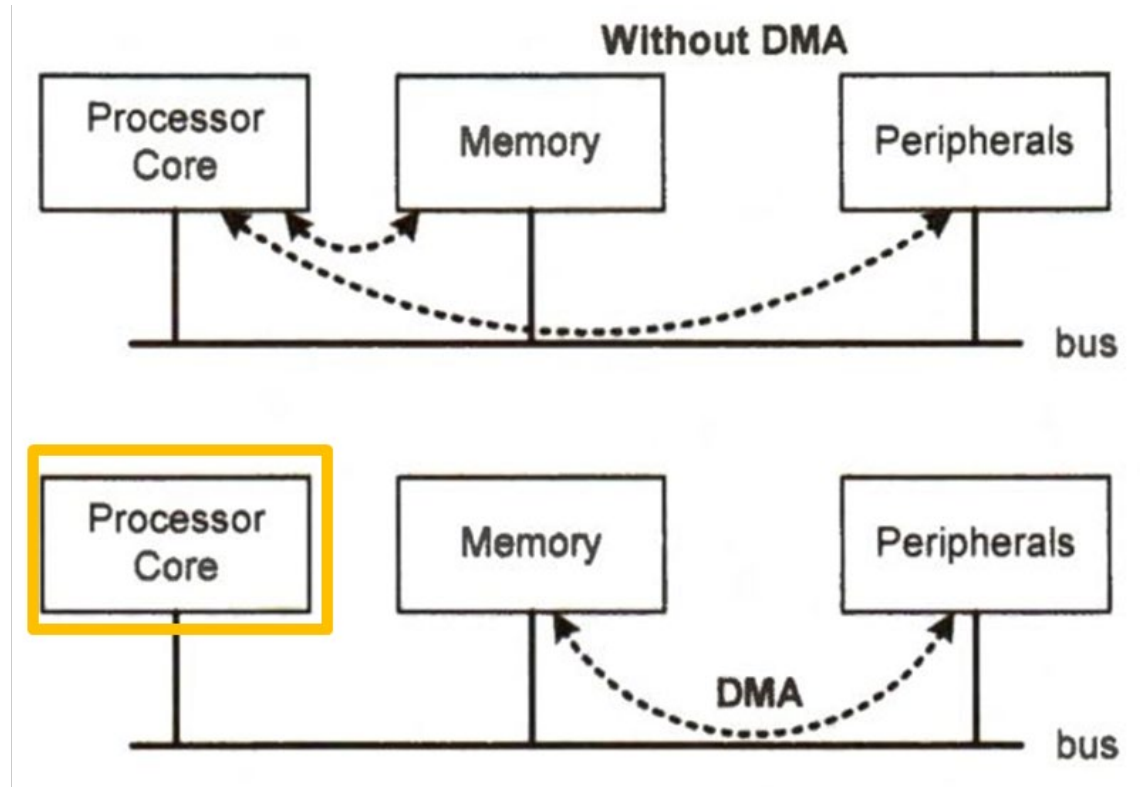 Without DMA
Processor
Core
Memory
Peripherals
bus
Processor
Core
Memory
Peripherals
DMA
bus